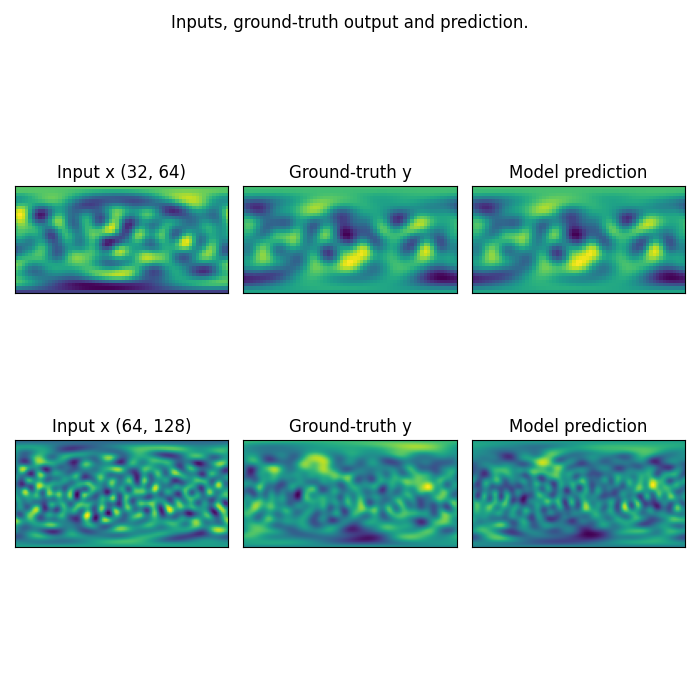 Inputs, ground-truth output and prediction.
Input x (32, 64)
Ground-truth y
Model prediction
Input x (64, 128)
Ground-truth y
Model prediction